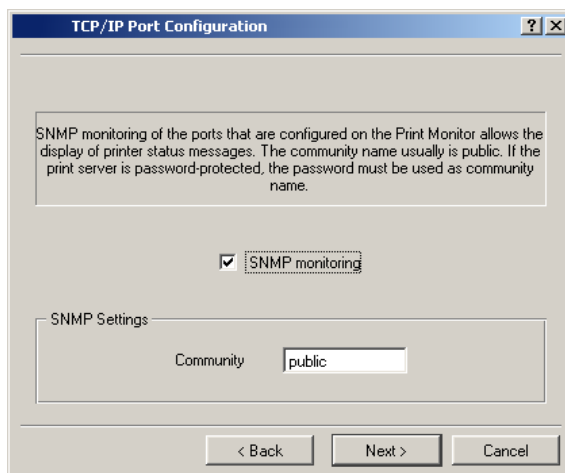 TCP/IP Port Configuration
SNMP monitoring of the ports that are configured on the Print Monitor allows the
display of printer status messages. The community name usually is public. If the
print server is password-protected, the password must be used as community
name.
SNMP monitoring
SNMP Settings
Community
public
< Back
Next >
Cancel